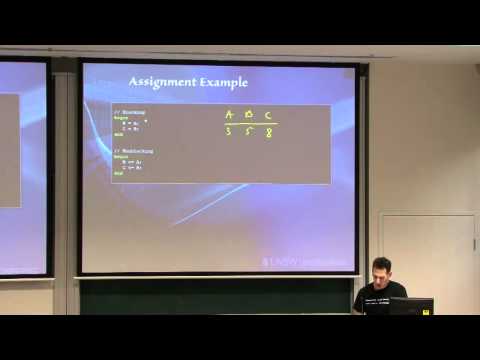 Assignment Example
// Blocking
begin
B = A;
C = B;
end
A B C
3 5 8
// Nonblocking
begin
B <= A;
C <= B;
end
UNSW